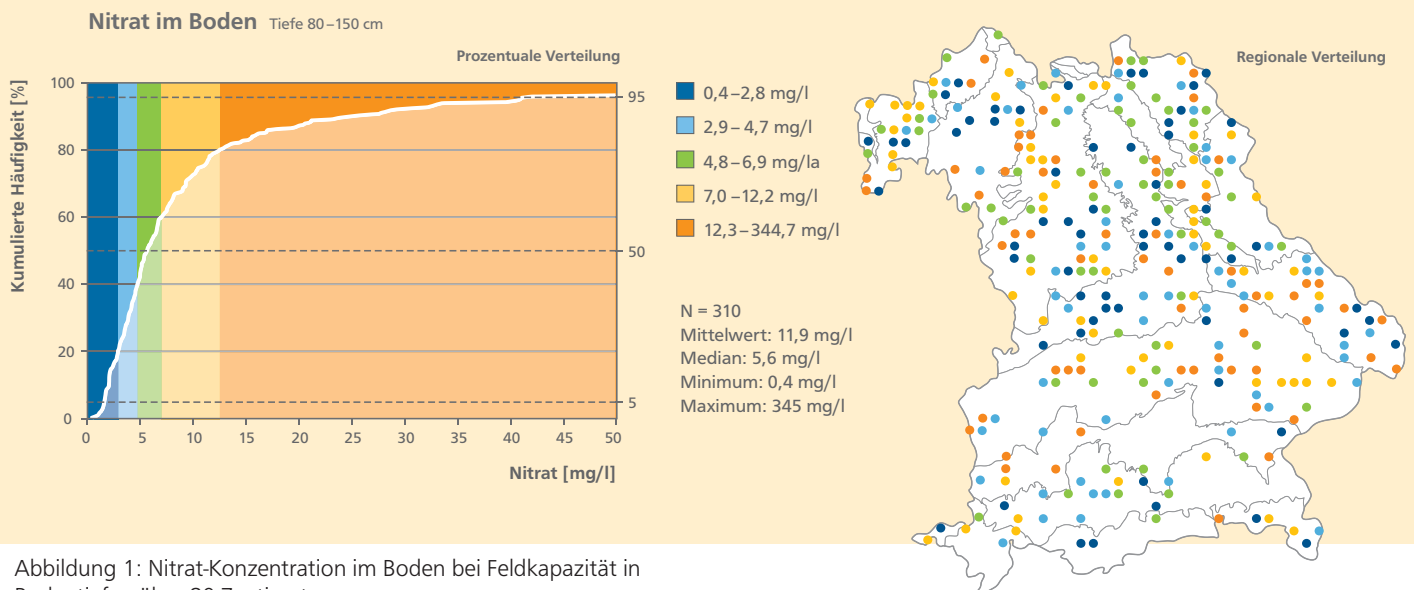 Nitrat im Boden Tiefe 80–150 cm
Prozentuale Verteilung
Regionale Verteilung
Kumulierte Häufigkeit [%]
100
80
60
40
20
0
95
50
5
0 5 10 15 20 25 30 35 40 45 50
Nitrat [mg/l]
0,4–2,8 mg/l
2,9–4,7 mg/l
4,8–6,9 mg/la
7,0–12,2 mg/l
12,3–344,7 mg/l
N = 310
Mittelwert: 11,9 mg/l
Median: 5,6 mg/l
Minimum: 0,4 mg/l
Maximum: 345 mg/l
Abbildung 1: Nitrat-Konzentration im Boden bei Feldkapazität in